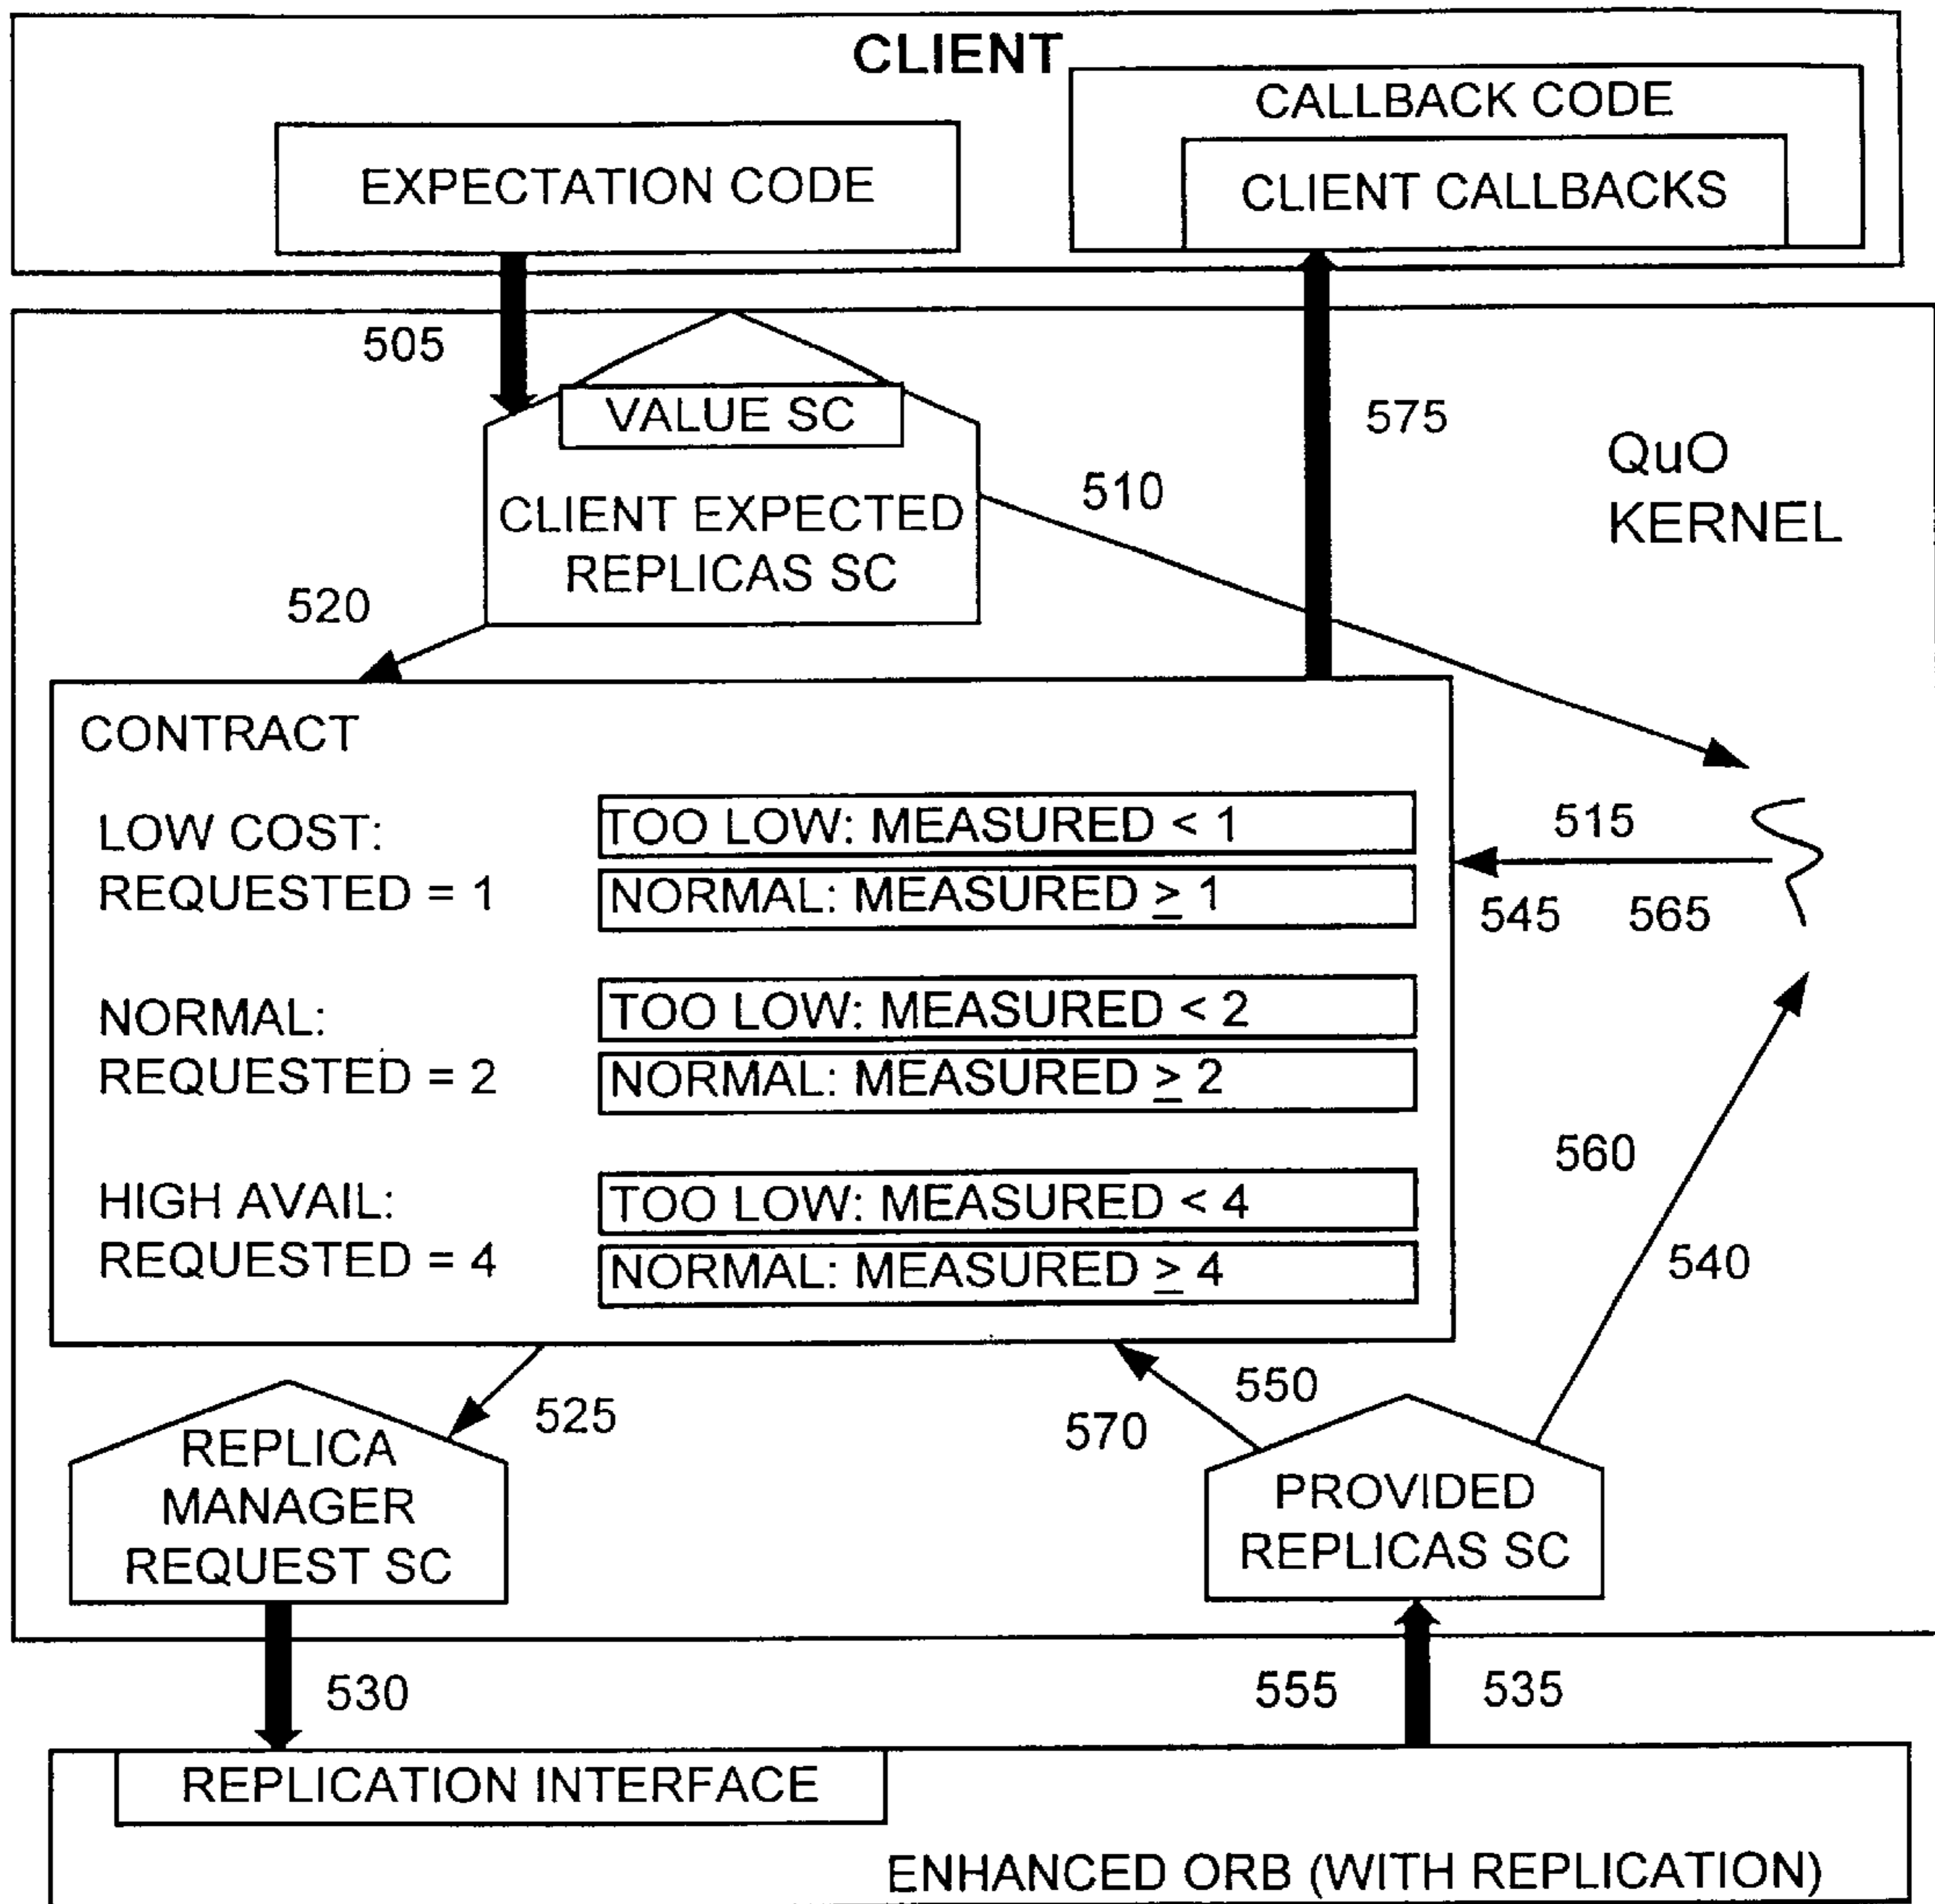 CLIENT
CALLBACK CODE
EXPECTATION CODE
CLIENT CALLBACKS
505
VALUE SC
575
QuO
KERNEL
510
CLIENT EXPECTED
REPLICAS SC
520
CONTRACT
LOW COST:
REQUESTED = 1
TOO LOW: MEASURED < 1
NORMAL: MEASURED ≥ 1
515
545 565
NORMAL:
REQUESTED = 2
TOO LOW: MEASURED < 2
NORMAL: MEASURED ≥ 2
560
HIGH AVAIL:
REQUESTED = 4
TOO LOW: MEASURED < 4
NORMAL: MEASURED ≥ 4
540
525
550
570
REPLICA
MANAGER
REQUEST SC
PROVIDED
REPLICAS SC
530
555 535
REPLICATION INTERFACE
ENHANCED ORB (WITH REPLICATION)